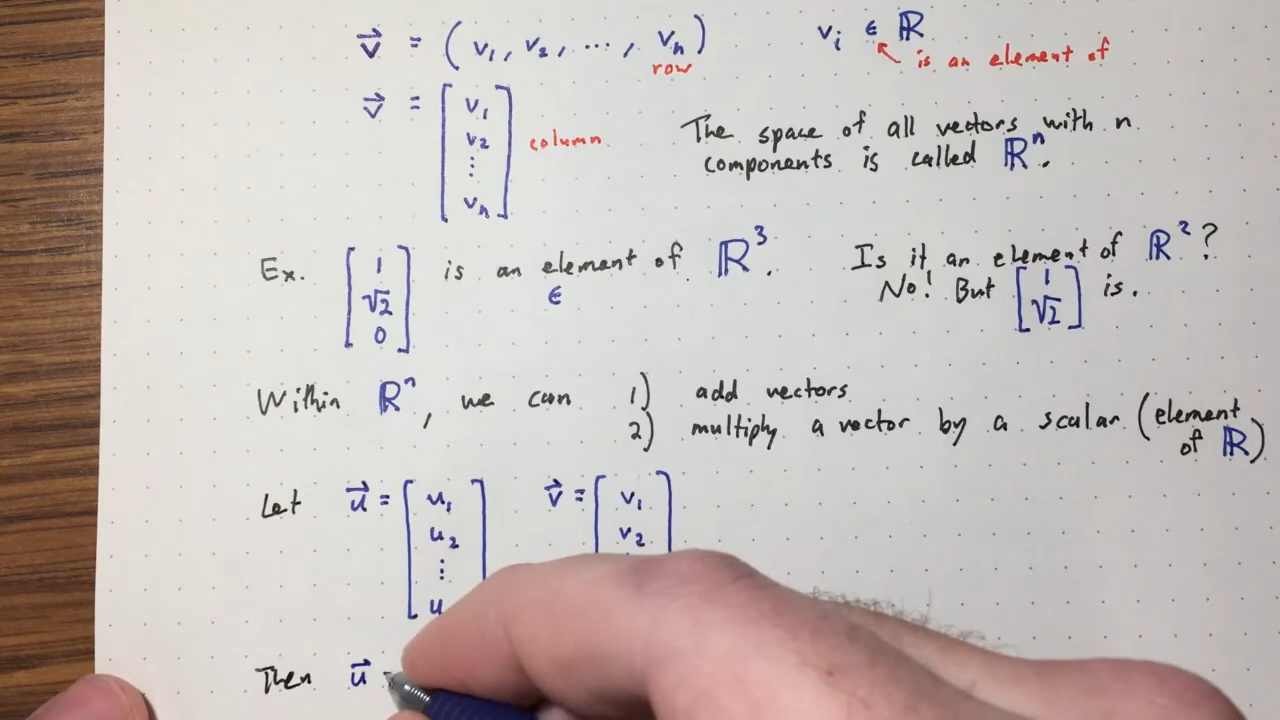 v⃗ = (v₁, v₂, ⋯, vₙ) vᵢ ∈ ℝ
row is an element of
v⃗ = [v₁ v₂ ⋮ vₙ] column
The space of all vectors with n
components is called ℝⁿ.
Ex. [1 √2 0] is an element of ℝ³. Is it an element of ℝ²?
∈ No! But [1 √2] is.
Within ℝⁿ, we can 1) add vectors
2) multiply a vector by a scalar (element
of ℝ)
Let u⃗ = [u₁ u₂ ⋮ u v⃗ = [v₁ v₂
Then u⃗